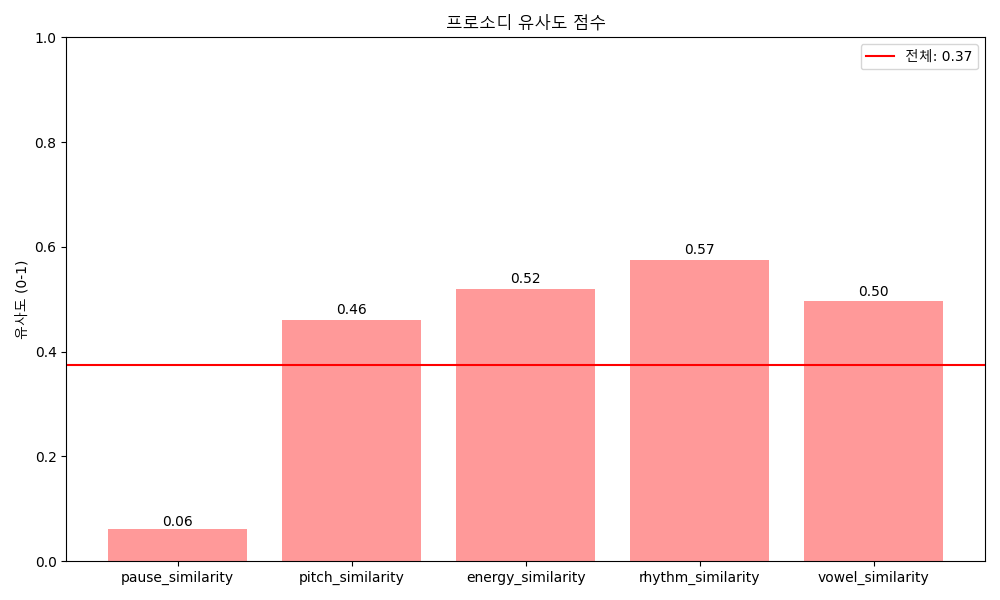 프로소디 유사도 점수
전체: 0.37
유사도 (0-1)
1.0
0.8
0.6
0.4
0.2
0.0
0.06
0.46
0.52
0.57
0.50
pause_similarity
pitch_similarity
energy_similarity
rhythm_similarity
vowel_similarity